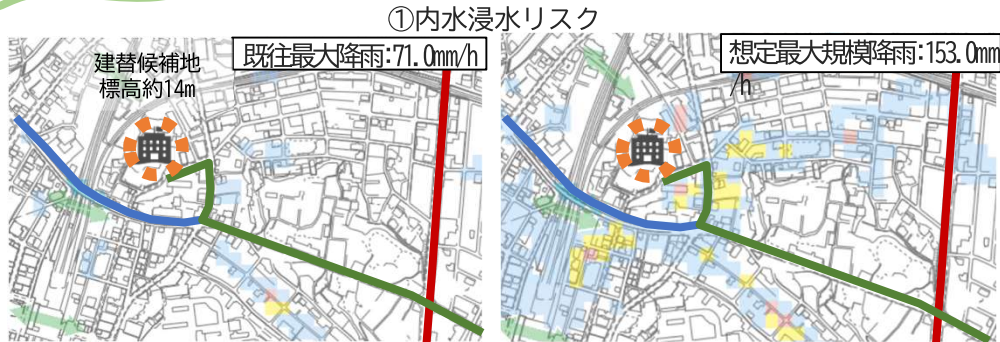 ①内水浸水リスク
建替候補地
標高約14m
既往最大降雨:71.0mm/h
想定最大規模降雨:153.0mm
/h